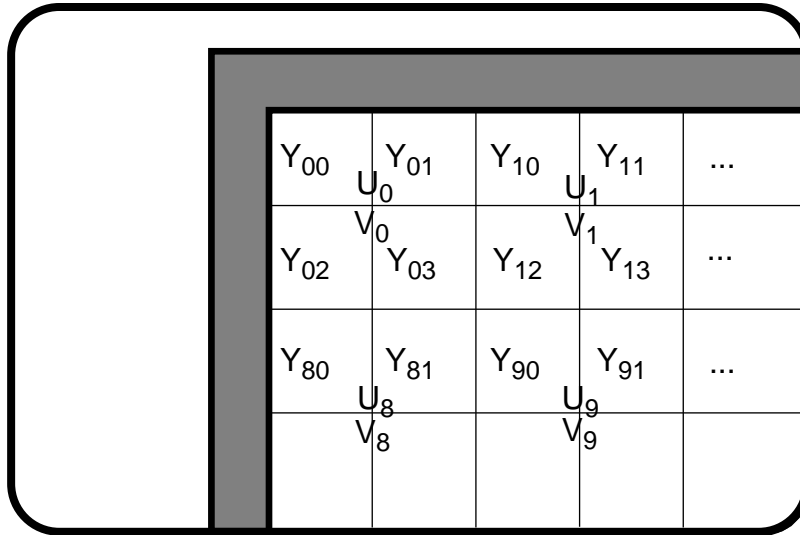 Y00 Y01 Y10 Y11 ...
U0 U1
V0 V1
Y02 Y03 Y12 Y13 ...
Y80 Y81 Y90 Y91 ...
U8 U9
V8 V9